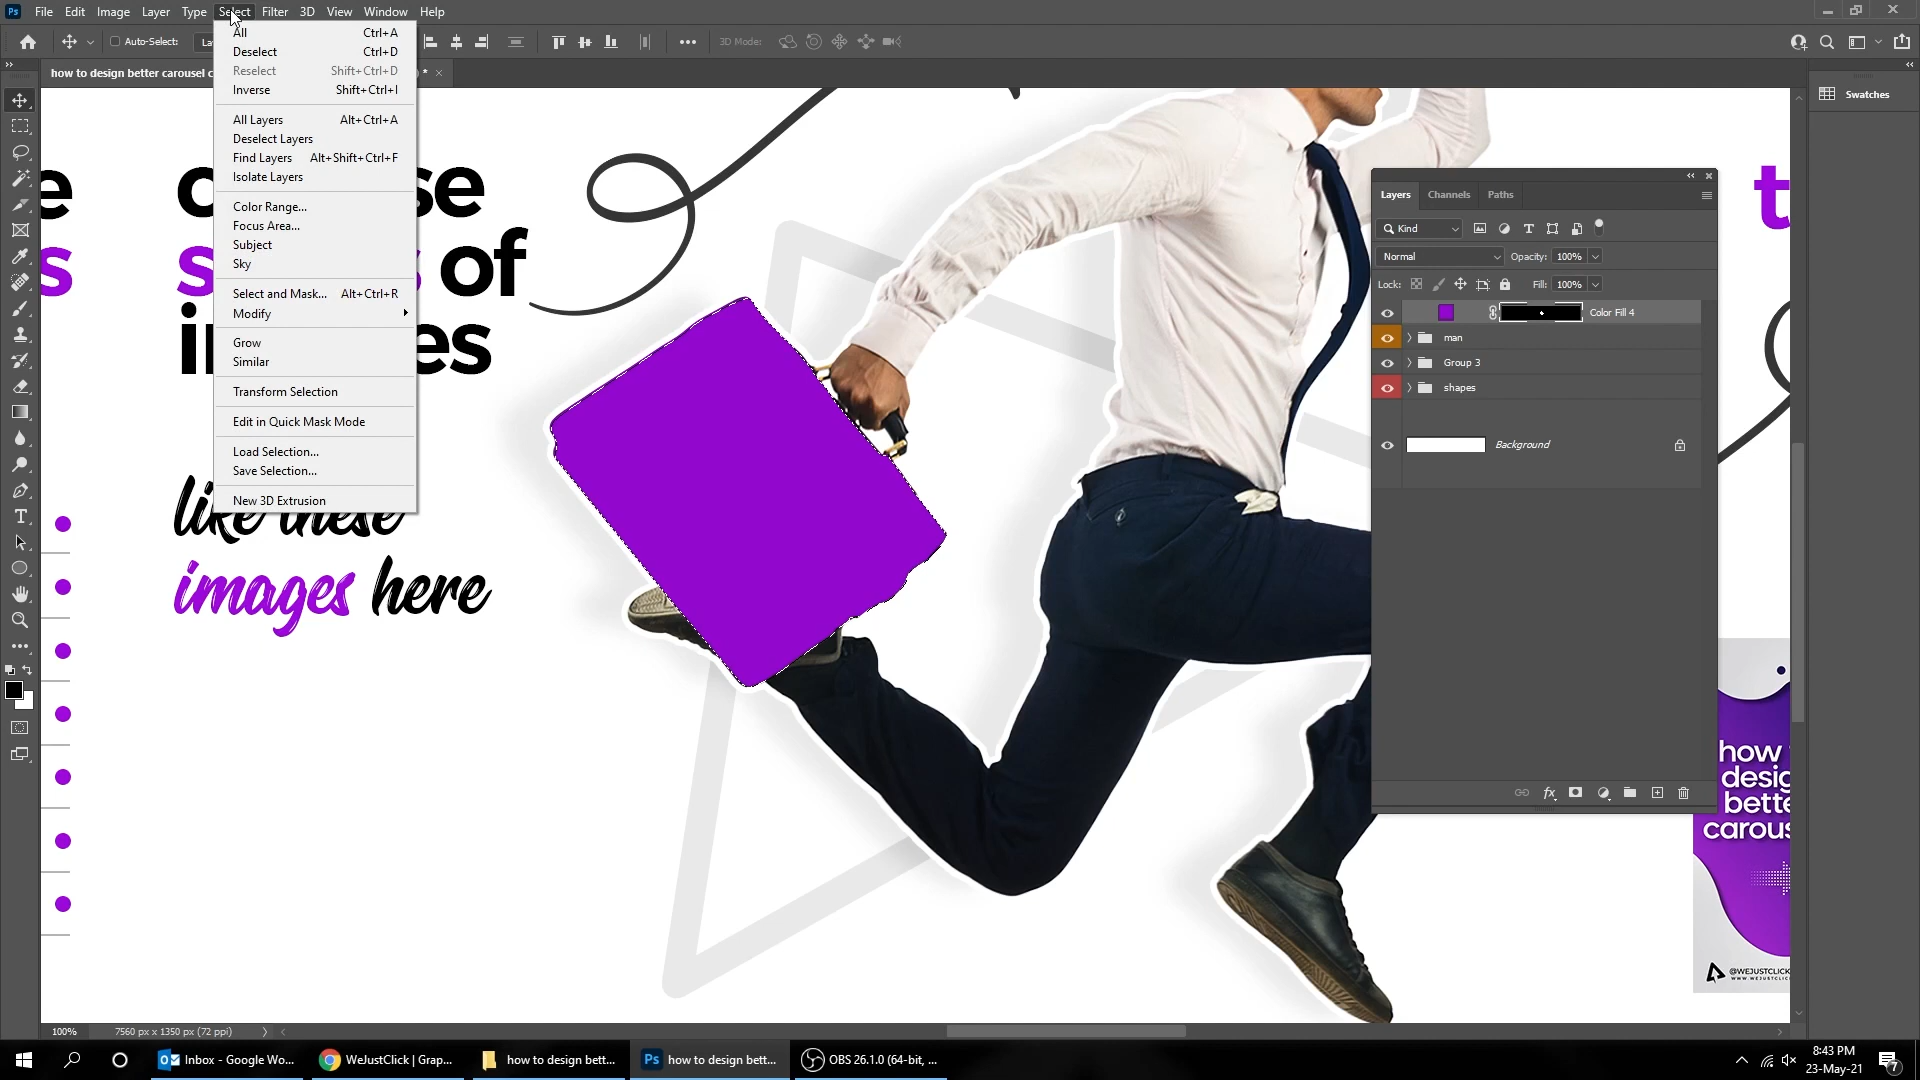 Ps File Edit Image Layer Type Select Filter 3D View Window Help
Auto-Select: La
3D Mode:
how to design better carousel c * ×
All Ctrl+A
Deselect Ctrl+D
Reselect Shift+Ctrl+D
Inverse Shift+Ctrl+I
All Layers Alt+Ctrl+A
Deselect Layers
Find Layers Alt+Shift+Ctrl+F
Isolate Layers
Color Range...
Focus Area...
Subject
Sky
Select and Mask... Alt+Ctrl+R
Modify
Grow
Similar
Transform Selection
Edit in Quick Mask Mode
Load Selection...
Save Selection...
New 3D Extrusion
e
s
of
like these
images here
Swatches
Layers Channels Paths
Kind
Normal Opacity: 100%
Lock: Fill: 100%
Color Fill 4
man
Group 3
shapes
Background
fx
t
how
desig
bette
carous
@WEJUSTCLICK
100% 7560 px x 1350 px (72 ppi)
Inbox - Google Wo...
WeJustClick | Grap...
how to design bett...
Ps how to design bett...
OBS 26.1.0 (64-bit, ...
8:43 PM
23-May-21
7